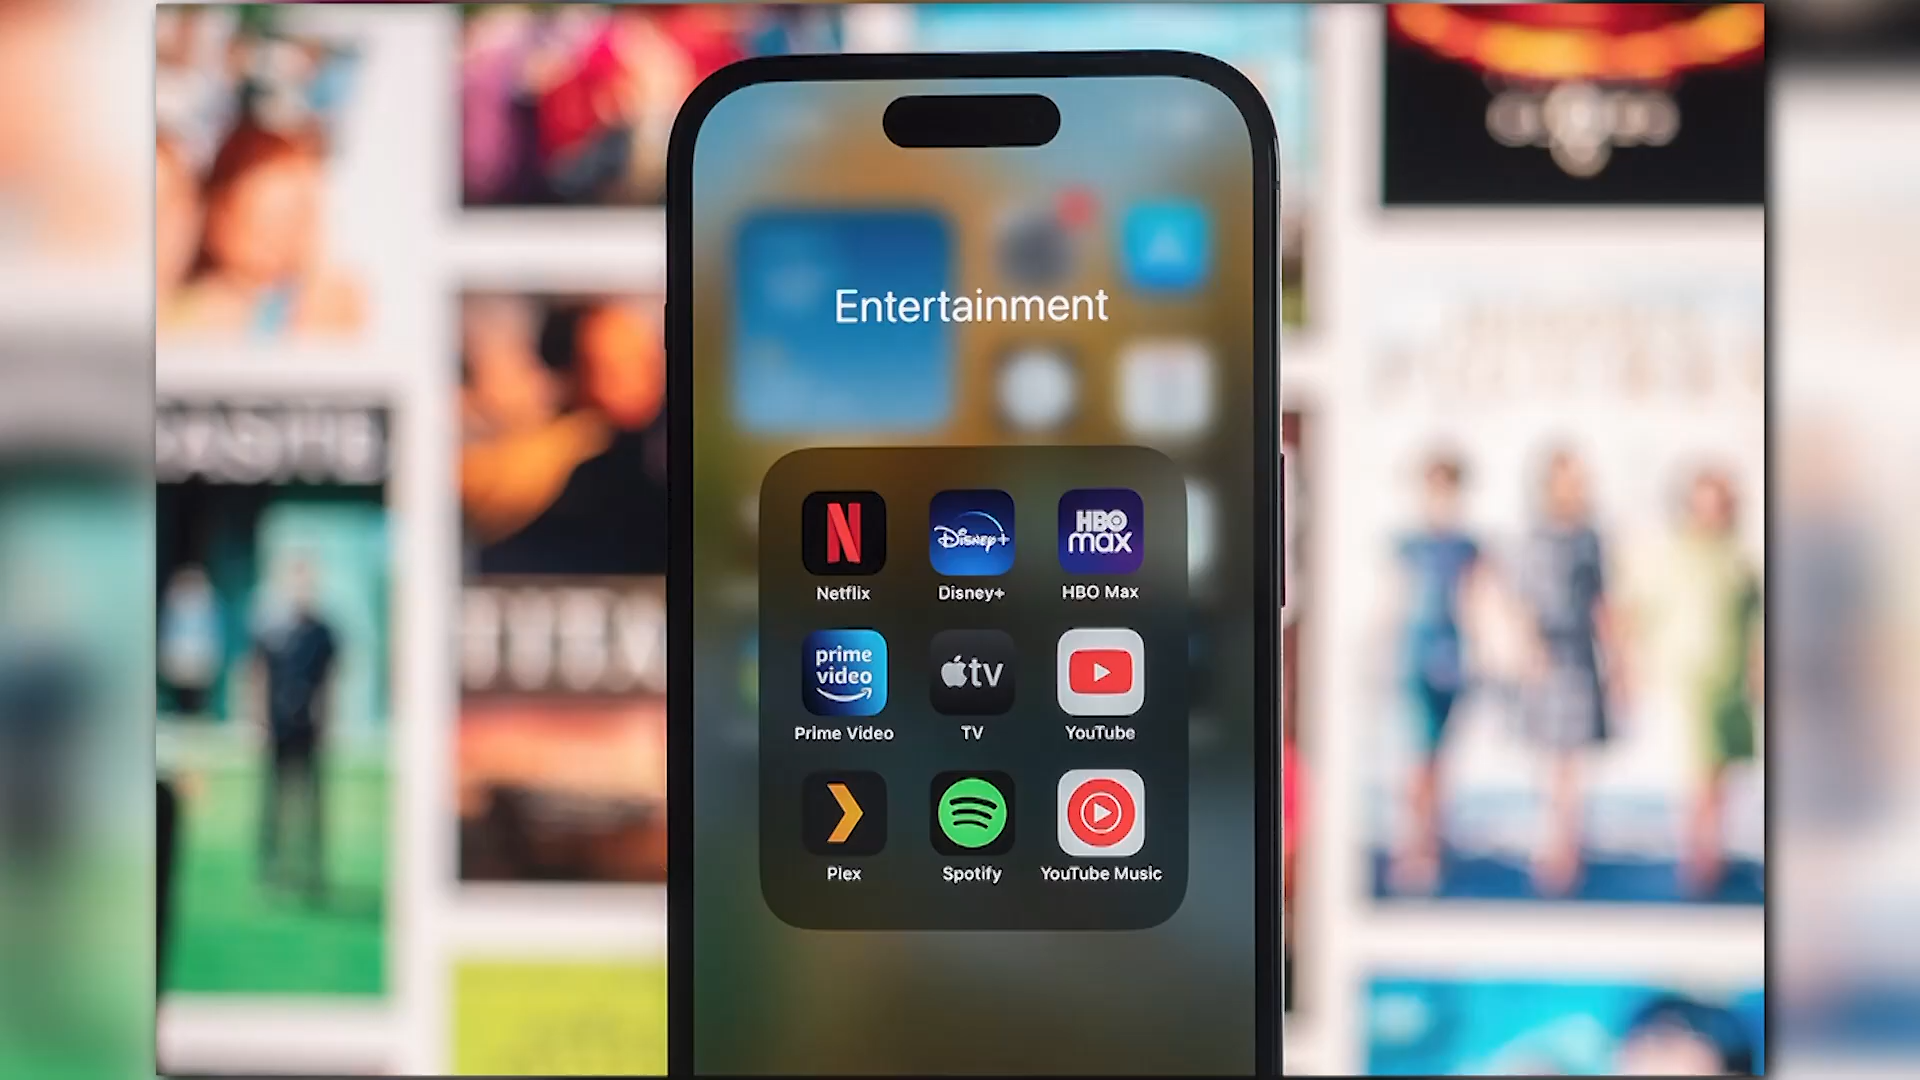 Entertainment
N
Disney+
HBO
max
Netflix
Disney+
HBO Max
prime
video
tv
Prime Video
TV
YouTube
Plex
Spotify
YouTube Music